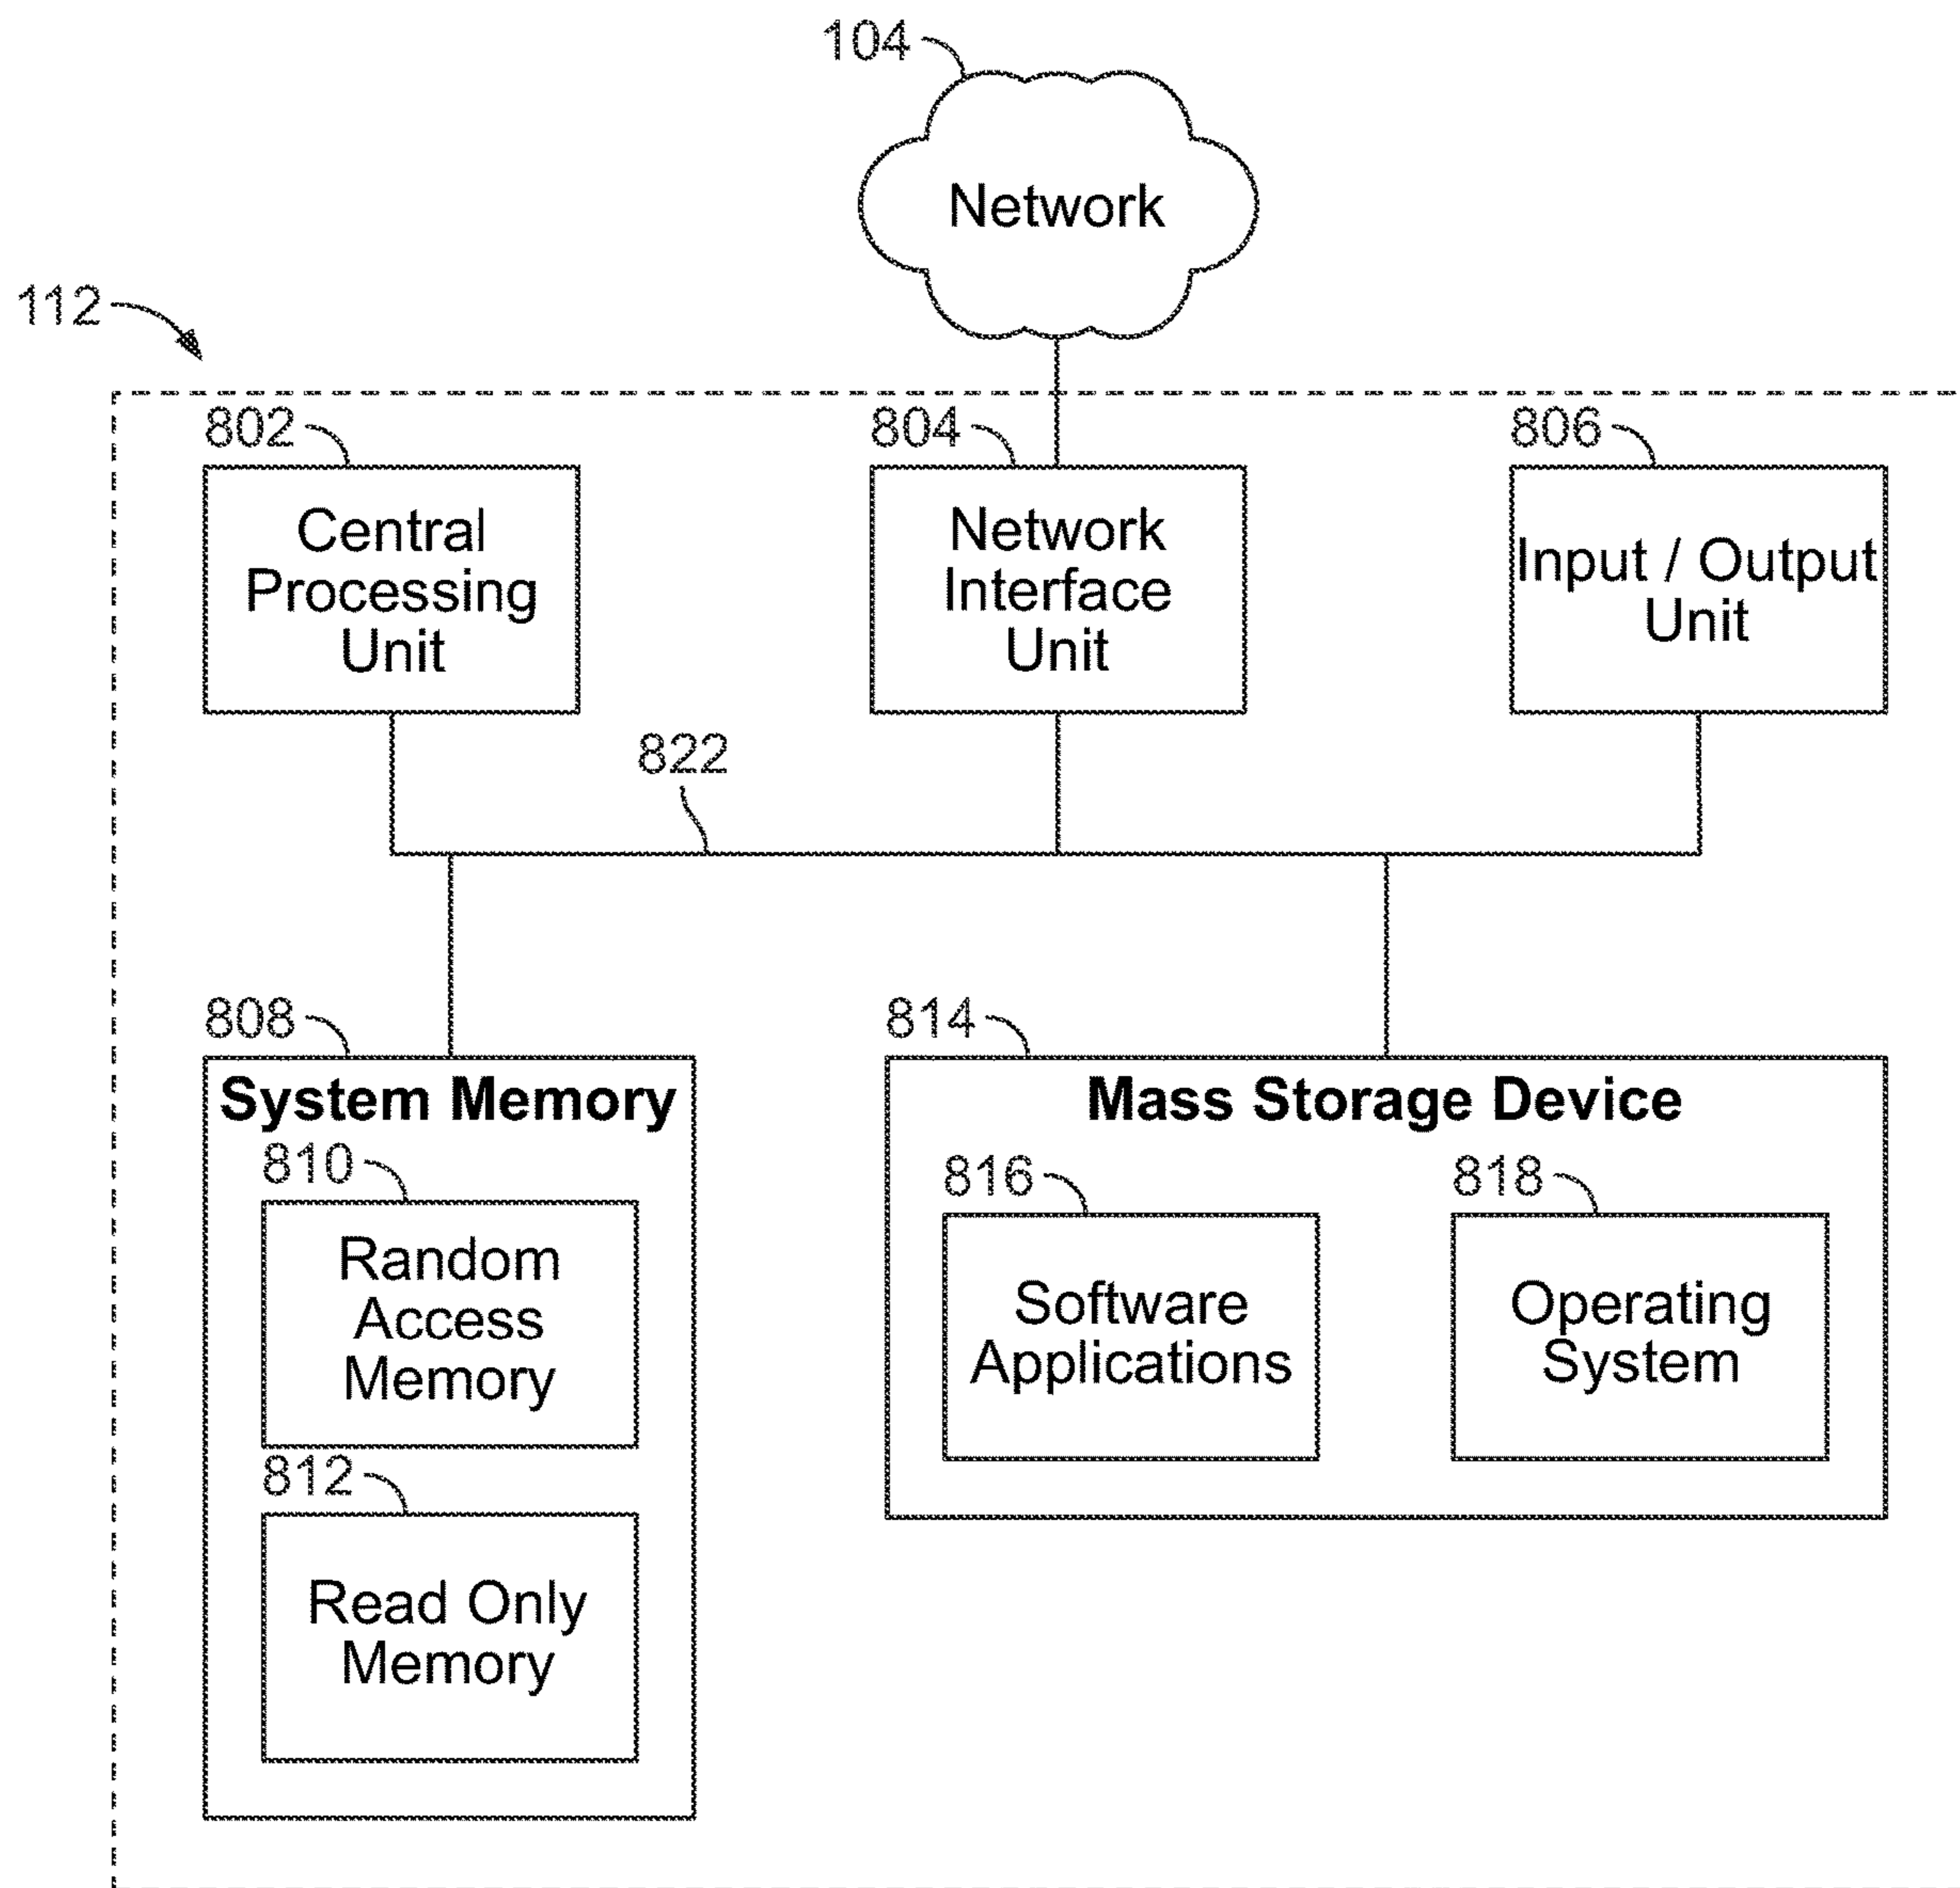 104
Network
112
802
804
806
Central
Processing
Unit
Network
Interface
Unit
Input / Output
Unit
822
808
814
System Memory
Mass Storage Device
810
Random
Access
Memory
816
Software
Applications
818
Operating
System
812
Read Only
Memory